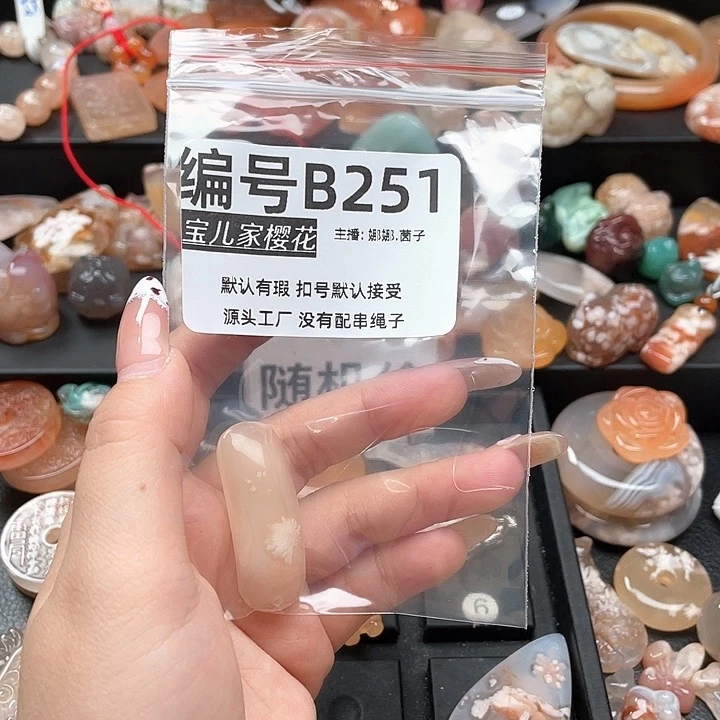 编号B251
宝儿家樱花 主播:娜娜.茵子
默认有瑕 扣号默认接受
源头工厂 没有配串绳子
随机
6